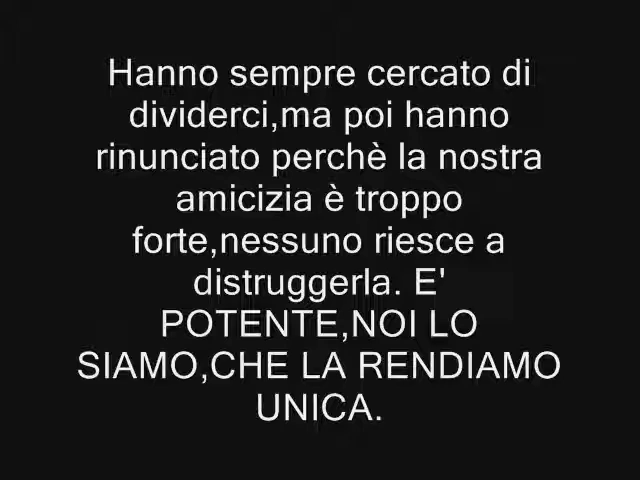 Hanno sempre cercato di
dividerci,ma poi hanno
rinunciato perchè la nostra
amicizia è troppo
forte,nessuno riesce a
distruggerla. E'
POTENTE,NOI LO
SIAMO,CHE LA RENDIAMO
UNICA.